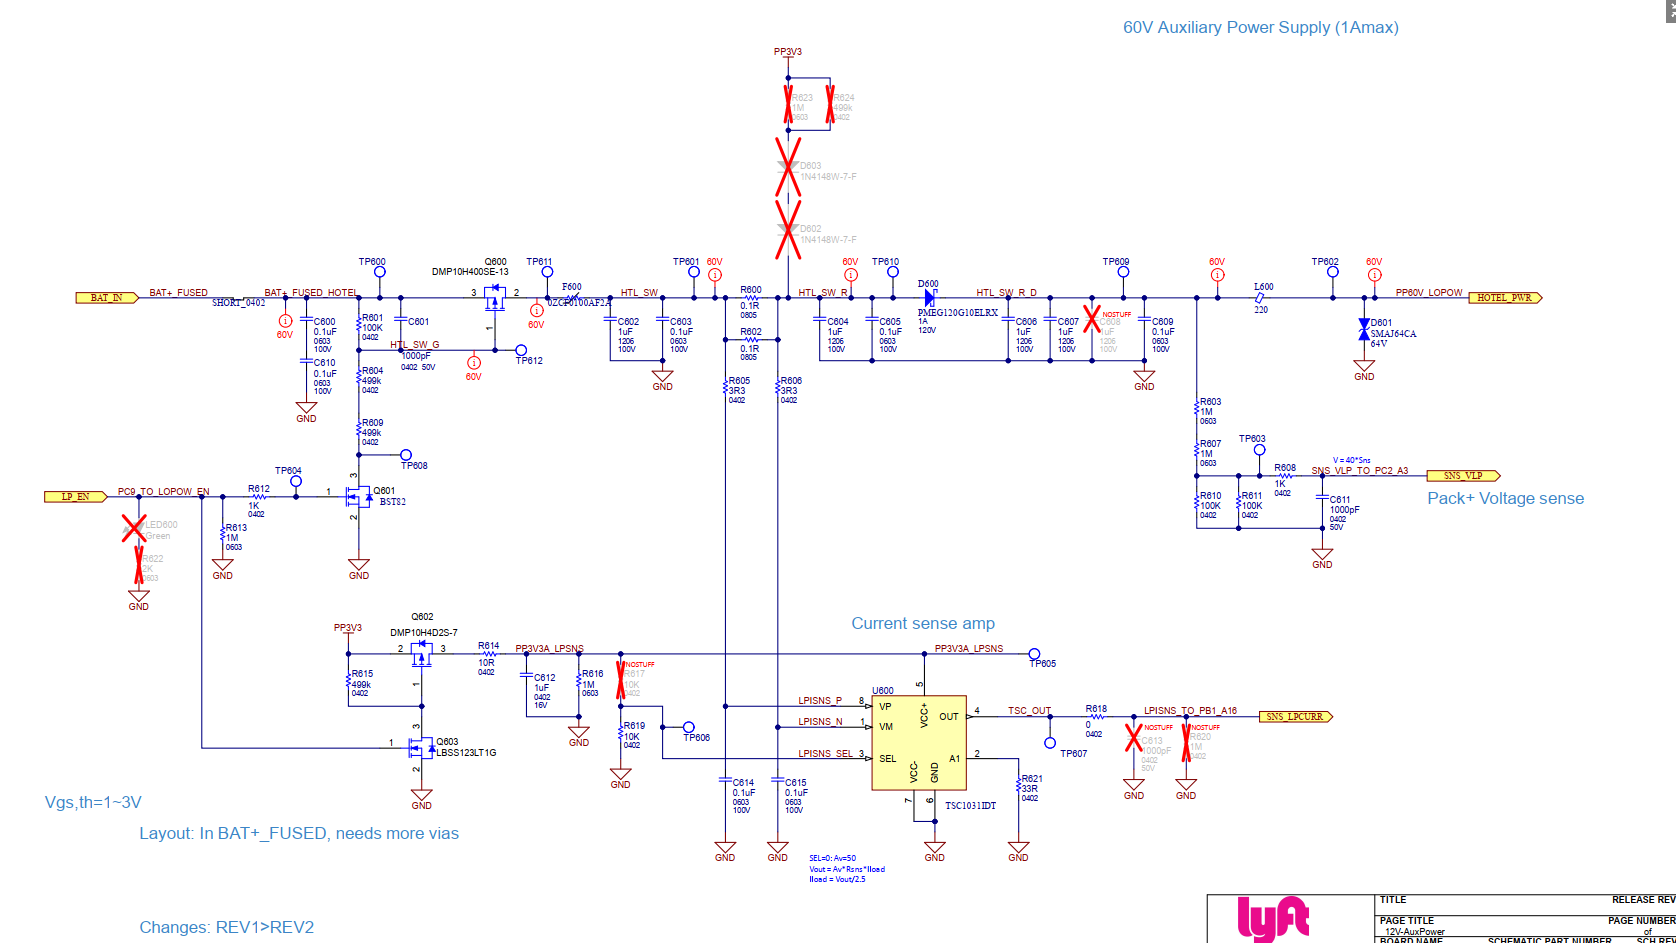 60V Auxiliary Power Supply (1Amax)
PP3V3
R623
1M
0603
R624
499k
0402
D603
1N4148W-7-F
D602
1N4148W-7-F
BAT_IN
BAT+_FUSED
SHORT_0402
BAT+_FUSED_HOTEL
TP600
60V
C600
0.1uF
0603
100V
C610
0.1uF
0603
100V
GND
R601
100K
0402
C601
1000pF
0402 50V
HTL_SW_G
R604
499k
0402
R609
499k
0402
TP608
Q600
DMP10H400SE-13
3
2
1
TP611
60V
TP612
60V
F600
HTL_SW
C602
1uF
1206
100V
C603
0.1uF
0603
100V
GND
TP601
60V
R600
0.1R
0805
R602
0.1R
0805
R605
3R3
0402
R606
3R3
0402
HTL_SW_R
60V
TP610
C604
1uF
1206
100V
C605
0.1uF
0603
100V
D600
PMEG120G10ELRX
1A
120V
HTL_SW_R_D
C606
1uF
1206
100V
C607
1uF
1206
100V
NOSTUFF
C608
1uF
1206
100V
TP609
C609
0.1uF
0603
100V
GND
60V
L600
220
TP602
60V
PP60V_LOPOW
HOTEL_PWR
D601
SMAJ64CA
64V
GND
R603
1M
0603
R607
1M
0603
TP603
R608
1K
0402
V = 40*Sns
SNS_VLP_TO_PC2_A3
SNS_VLP
Pack+ Voltage sense
R610
100K
0402
R611
100K
0402
C611
1000pF
0402
50V
GND
LP_EN
PC9_TO_LOPOW_EN
LED600
Green
R622
2K
0603
GND
R612
1K
0402
TP604
R613
1M
0603
GND
Q601
BST82
1
3
2
GND
PP3V3
Q602
DMP10H4D2S-7
2
3
1
R615
499k
0402
Q603
LBSS123LT1G
1
3
2
GND
R614
10R
0402
PP3V3A_LPSNS
C612
1uF
0402
16V
R616
1M
0603
GND
NOSTUFF
R617
10K
0402
R619
10K
0402
GND
TP606
Current sense amp
PP3V3A_LPSNS
TP605
U600
LPISNS_P
8
VP
LPISNS_N
1
VM
LPISNS_SEL
3
SEL
5
VCC+
OUT
4
A1
2
VCC-
7
GND
6
TSC1031IDT
GND
C614
0.1uF
0603
100V
GND
C615
0.1uF
0603
100V
GND
TSC_OUT
TP607
R618
0
0402
LPISNS_TO_PB1_A16
SNS_LPCURR
NOSTUFF
C613
1000pF
0402
50V
GND
NOSTUFF
R620
1M
0402
GND
R621
33R
0402
GND
SEL=0: Av=50
Vout = Av*Rsns*Iload
Iload = Vout/2.5
Vgs,th=1~3V
Layout: In BAT+_FUSED, needs more vias
Changes: REV1>REV2
lyft
TITLE
RELEASE REV
PAGE TITLE
PAGE NUMBER
12V-AuxPower
of
BOARD NAME
SCHEMATIC PART NUMBER
SCH REV